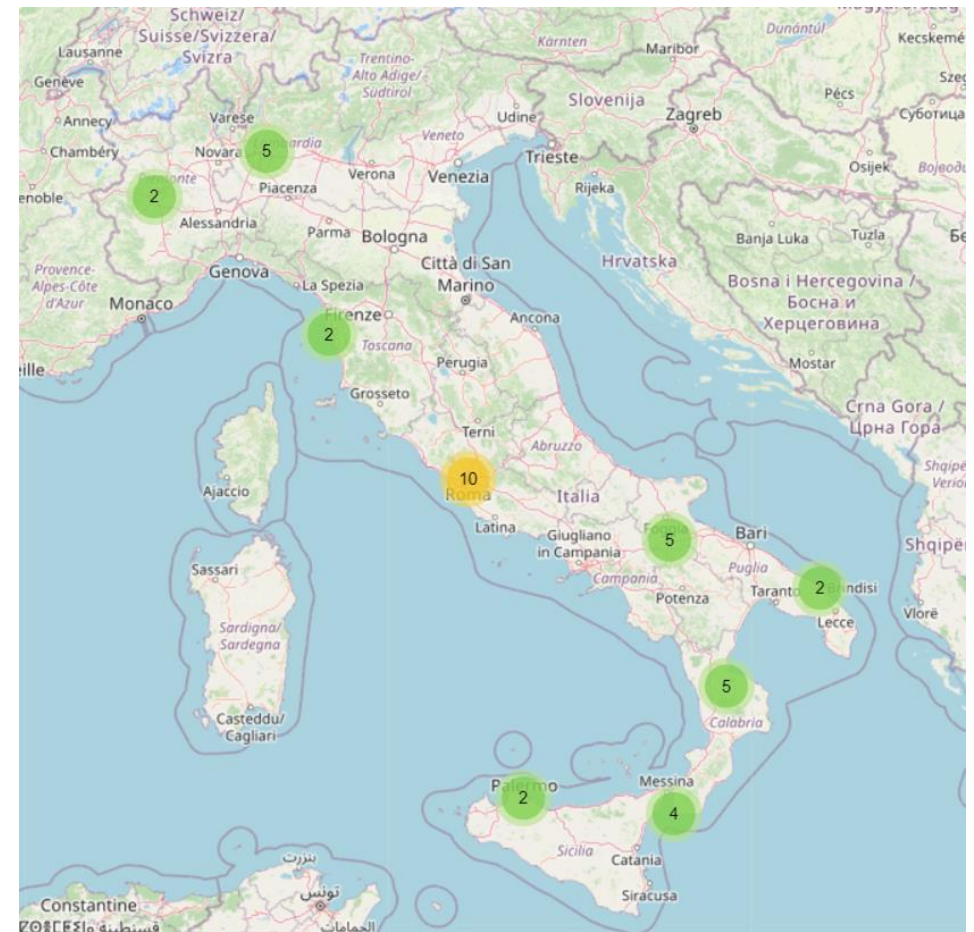 Schweiz/
Suisse/Svizzera/
Svizra
Lausanne
Genève
Annecy
Chambéry
Trentino-
Alto Adige/
Südtirol
Kärnten
Maribor
Dunántúl
Kecskemé
Pécs
Суботица
Slovenija
Zagreb
Udine
Trieste
Osijek
Rijeka
Varese
Novara
5
Veneto
Verona
Venezia
2
Piacenza
Alessandria
Parma
Bologna
Genova
Città di San
Marino
Hrvatska
Banja Luka
Tuzla
Bosna i Hercegovina /
Босна и
Херцеговина
Provence-
Alpes-Côte
d'Azur
Monaco
La Spezia
Firenze
2
Toscana
Ancona
Perugia
Mostar
Grosseto
Crna Gora /
Црна Гора
Terni
Abruzzo
10
Roma
Ajaccio
Latina
Italia
Giugliano
in Campania
Campania
Foggia
5
Bari
Puglia
Potenza
Taranto
2
Brindisi
Lecce
Vlorë
Sassari
Sardigna/
Sardegna
Casteddu/
Cagliari
5
Calabria
Messina
4
Palermo
2
Sicilia
Catania
Siracusa
بنزرت
تونس
الحمامات
Constantine